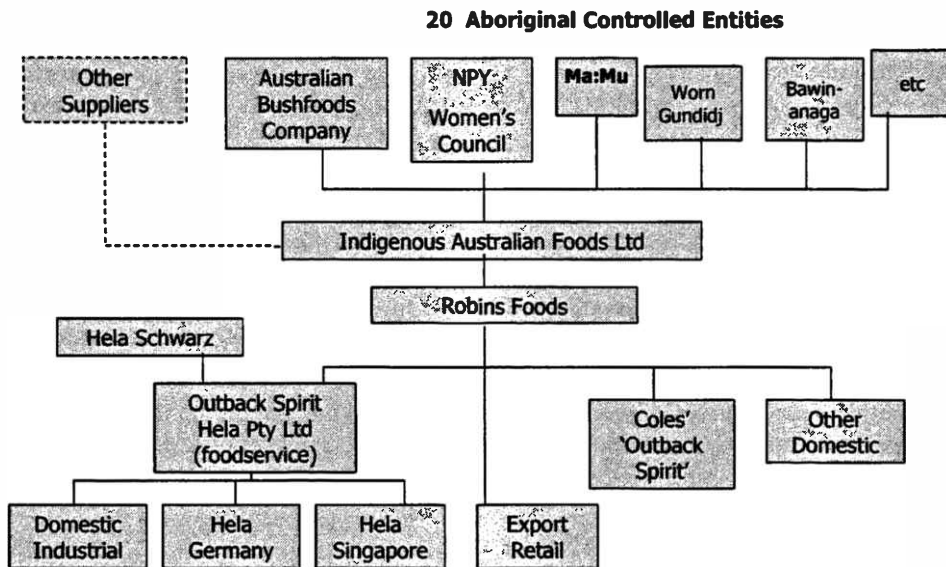 20 Aboriginal Controlled Entities
Other
Suppliers
Australian
Bushfoods
Company
NPY
Women's
Council
Ma:Mu
Worn
Gundidj
Bawin-
anaga
etc
Indigenous Australian Foods Ltd
Robins Foods
Hela Schwarz
Outback Spirit
Hela Pty Ltd
(foodservice)
Coles'
'Outback
Spirit'
Other
Domestic
Domestic
Industrial
Hela
Germany
Hela
Singapore
Export
Retail